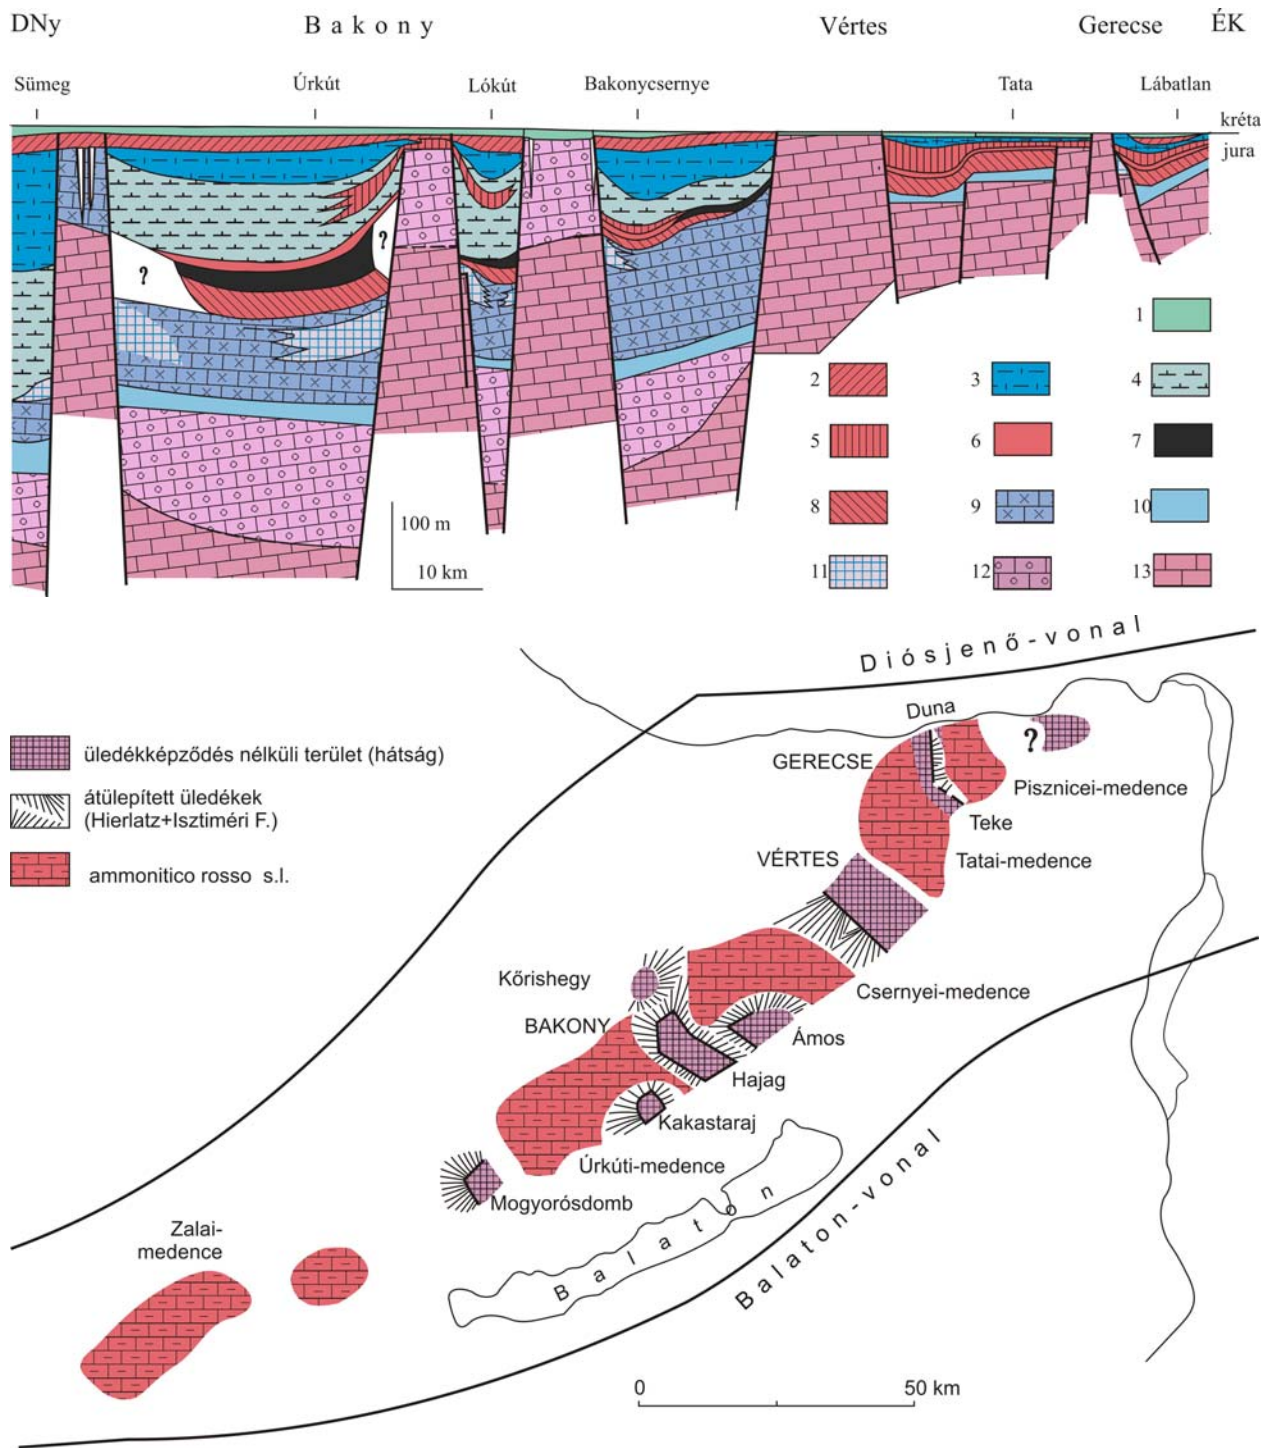 DNy Bakony Vértes Gerecse ÉK
Sümeg Úrkút Lókút Bakonycsernye Tata Lábatlan
kréta
jura
?
?
1
2 3 4
5 6 7
8 9 10
11 12 13
100 m
10 km
Diósjenő-vonal
Duna
?
GERECSE
Pisznicei-medence
Teke
VÉRTES
Tatai-medence
üledékképződés nélküli terület (hátság)
átülepített üledékek
(Hierlatz+Isztiméri F.)
ammonitico rosso s.l.
Kőrishegy
Csernyei-medence
BAKONY
Ámos
Hajag
Kakastaraj
Úrkúti-medence
Mogyorósdomb
Zalai-
medence
Balaton
Balaton-vonal
0 50 km